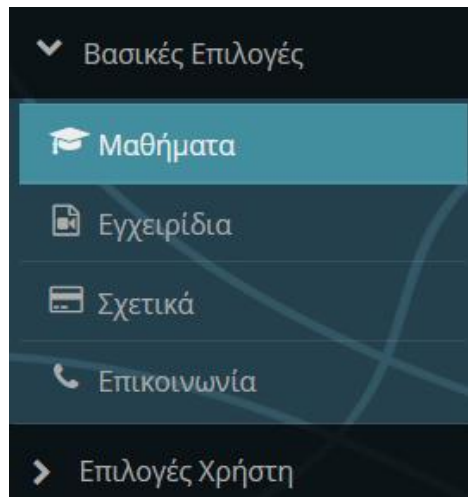 Βασικές Επιλογές
Μαθήματα
Εγχειρίδια
Σχετικά
Επικοινωνία
Επιλογές Χρήστη